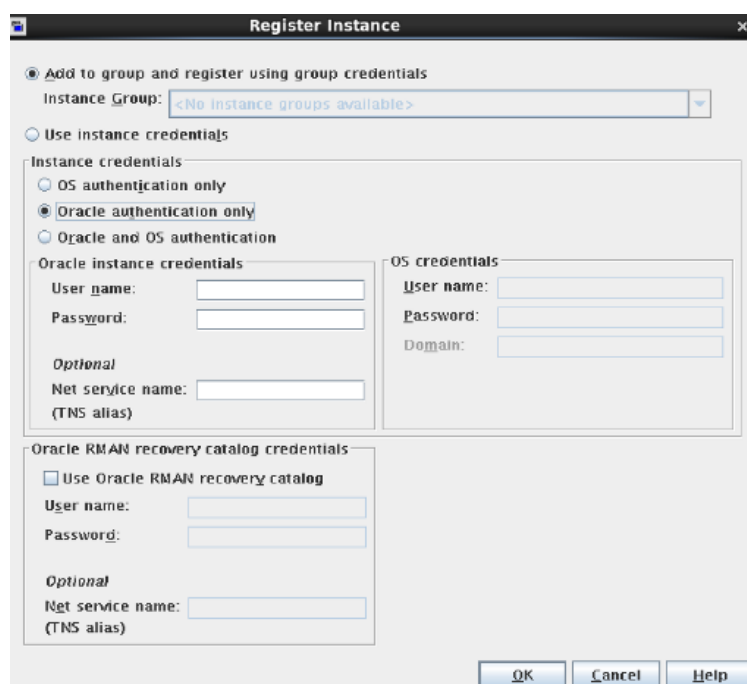 Register Instance
Add to group and register using group credentials
Instance Group: <No instance groups available>
Use instance credentials
Instance credentials
OS authentication only
Oracle authentication only
Oracle and OS authentication
Oracle instance credentials
User name:
Password:
Optional
Net service name:
(TNS alias)
OS credentials
User name:
Password:
Domain:
Oracle RMAN recovery catalog credentials
Use Oracle RMAN recovery catalog
User name:
Password:
Optional
Net service name:
(TNS alias)
OK Cancel Help